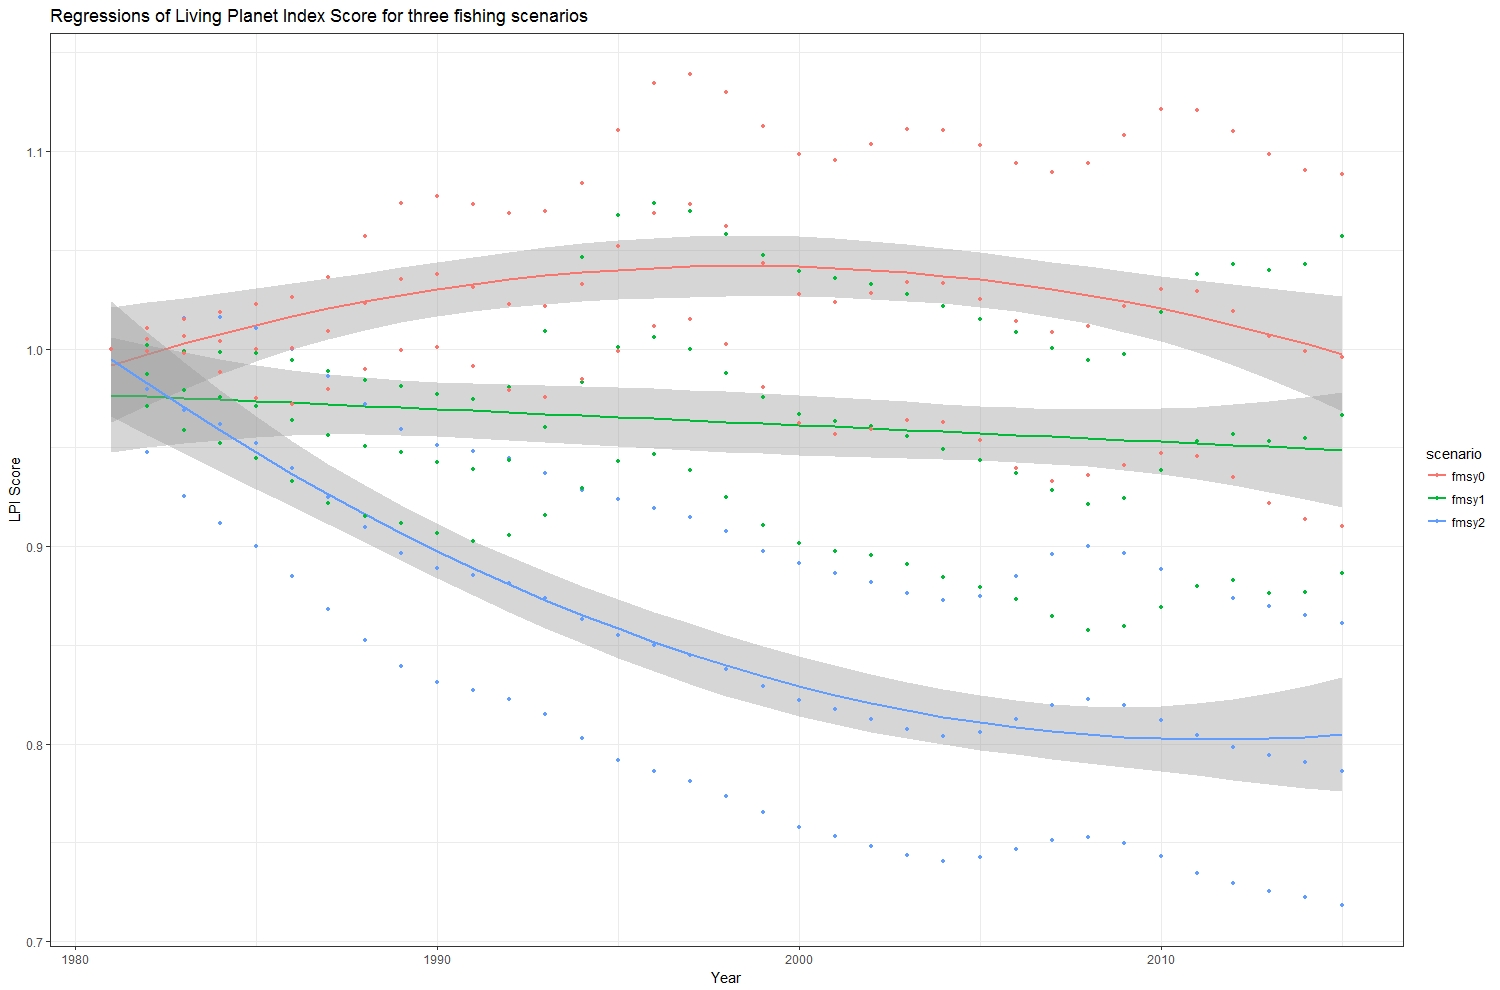 Regressions of Living Planet Index Score for three fishing scenarios
LPI Score
1.1
1.0
0.9
0.8
0.7
1980
1990
2000
2010
Year
scenario
fmsy0
fmsy1
fmsy2